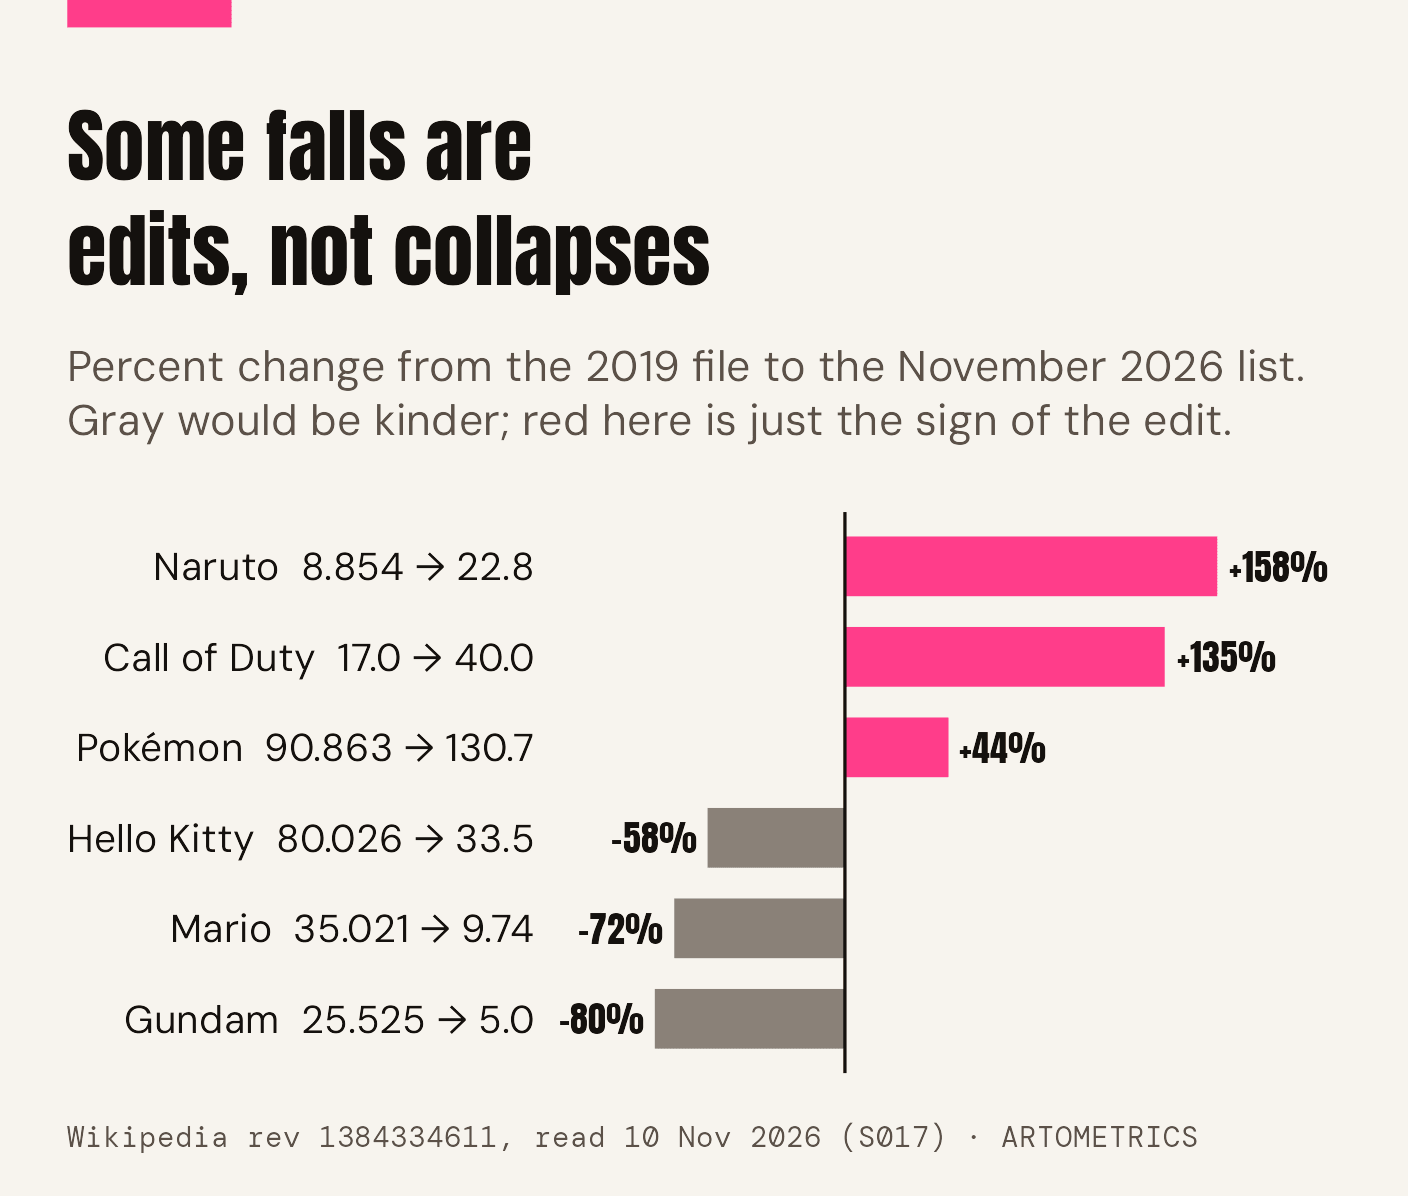 Some falls are
edits, not collapses
Percent change from the 2019 file to the November 2026 list.
Gray would be kinder; red here is just the sign of the edit.
Naruto 8.854 → 22.8 +158%
Call of Duty 17.0 → 40.0 +135%
Pokémon 90.863 → 130.7 +44%
Hello Kitty 80.026 → 33.5 -58%
Mario 35.021 → 9.74 -72%
Gundam 25.525 → 5.0 -80%
Wikipedia rev 1384334611, read 10 Nov 2026 (S017) · ARTOMETRICS